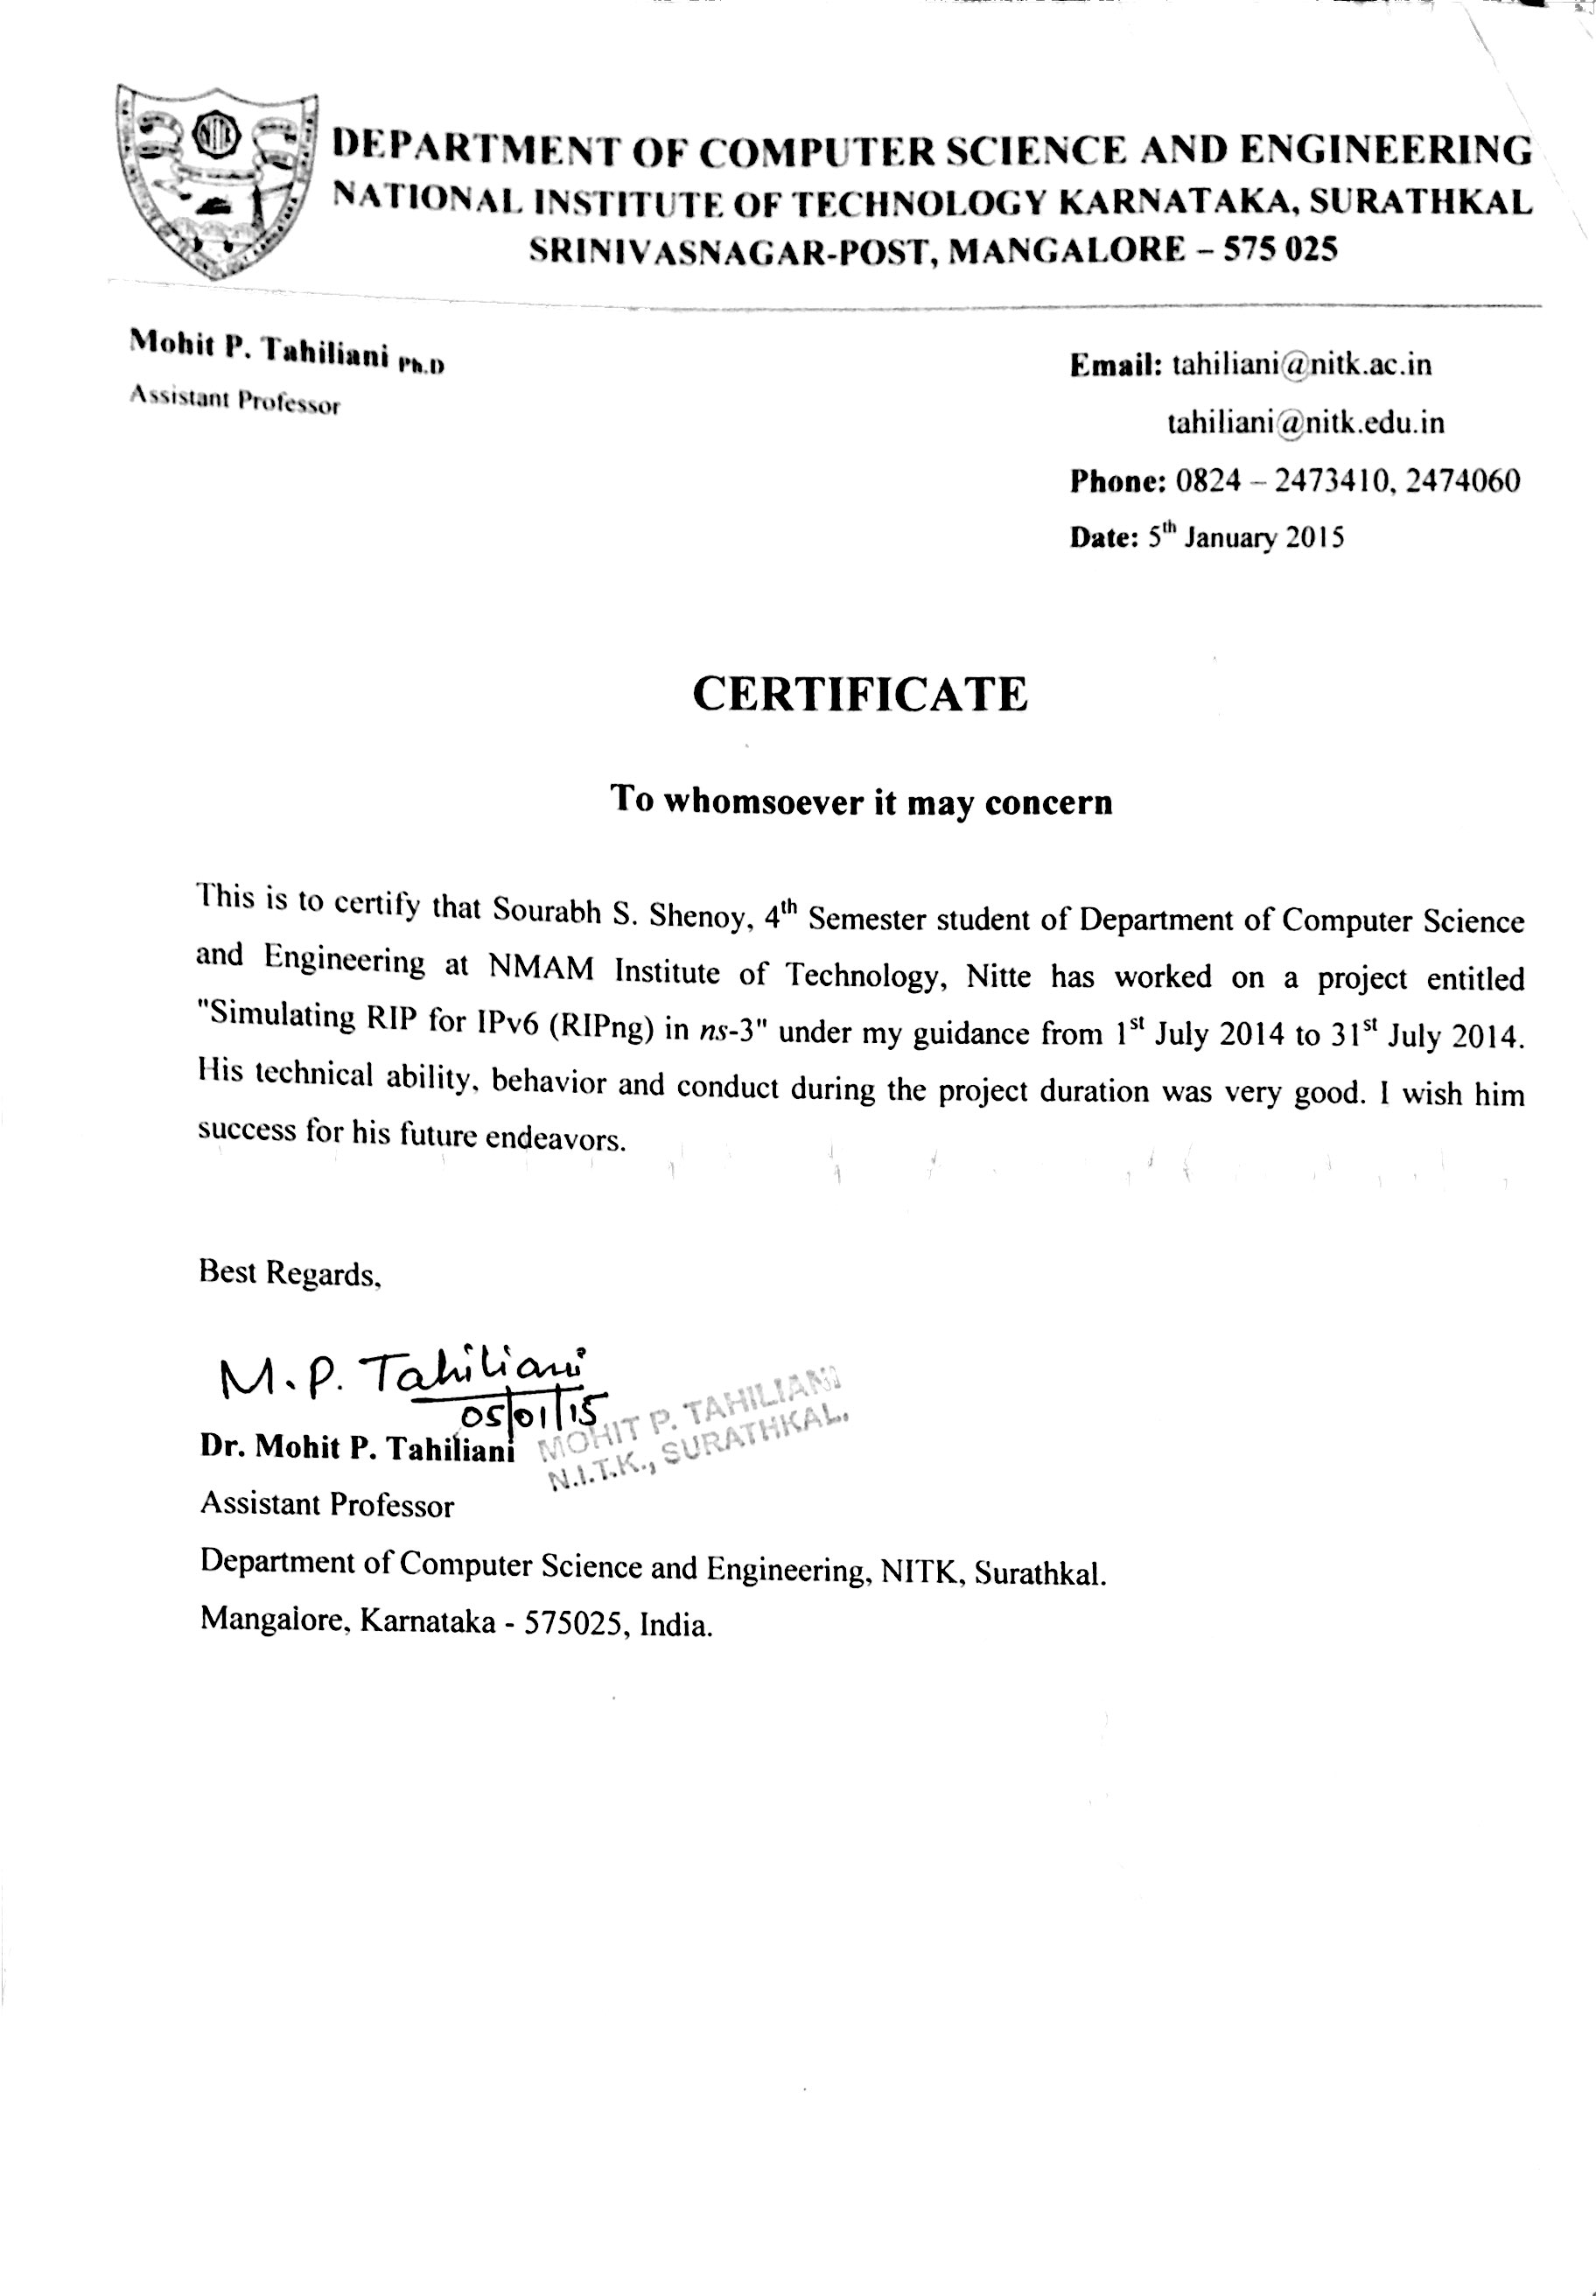 NITK
DEPARTMENT OF COMPUTER SCIENCE AND ENGINEERING
NATIONAL INSTITUTE OF TECHNOLOGY KARNATAKA, SURATHKAL
SRINIVASNAGAR-POST, MANGALORE – 575 025
Mohit P. Tahiliani Ph.D
Assistant Professor
Email: tahiliani@nitk.ac.in
tahiliani@nitk.edu.in
Phone: 0824 – 2473410, 2474060
Date: 5th January 2015
CERTIFICATE
To whomsoever it may concern
This is to certify that Sourabh S. Shenoy, 4th Semester student of Department of Computer Science
and Engineering at NMAM Institute of Technology, Nitte has worked on a project entitled
"Simulating RIP for IPv6 (RIPng) in ns-3" under my guidance from 1st July 2014 to 31st July 2014.
His technical ability, behavior and conduct during the project duration was very good. I wish him
success for his future endeavors.
Best Regards,
M. P. Tahiliani
05/01/15
MOHIT P. TAHILIANI
N.I.T.K., SURATHKAL.
Dr. Mohit P. Tahiliani
Assistant Professor
Department of Computer Science and Engineering, NITK, Surathkal.
Mangalore, Karnataka - 575025, India.